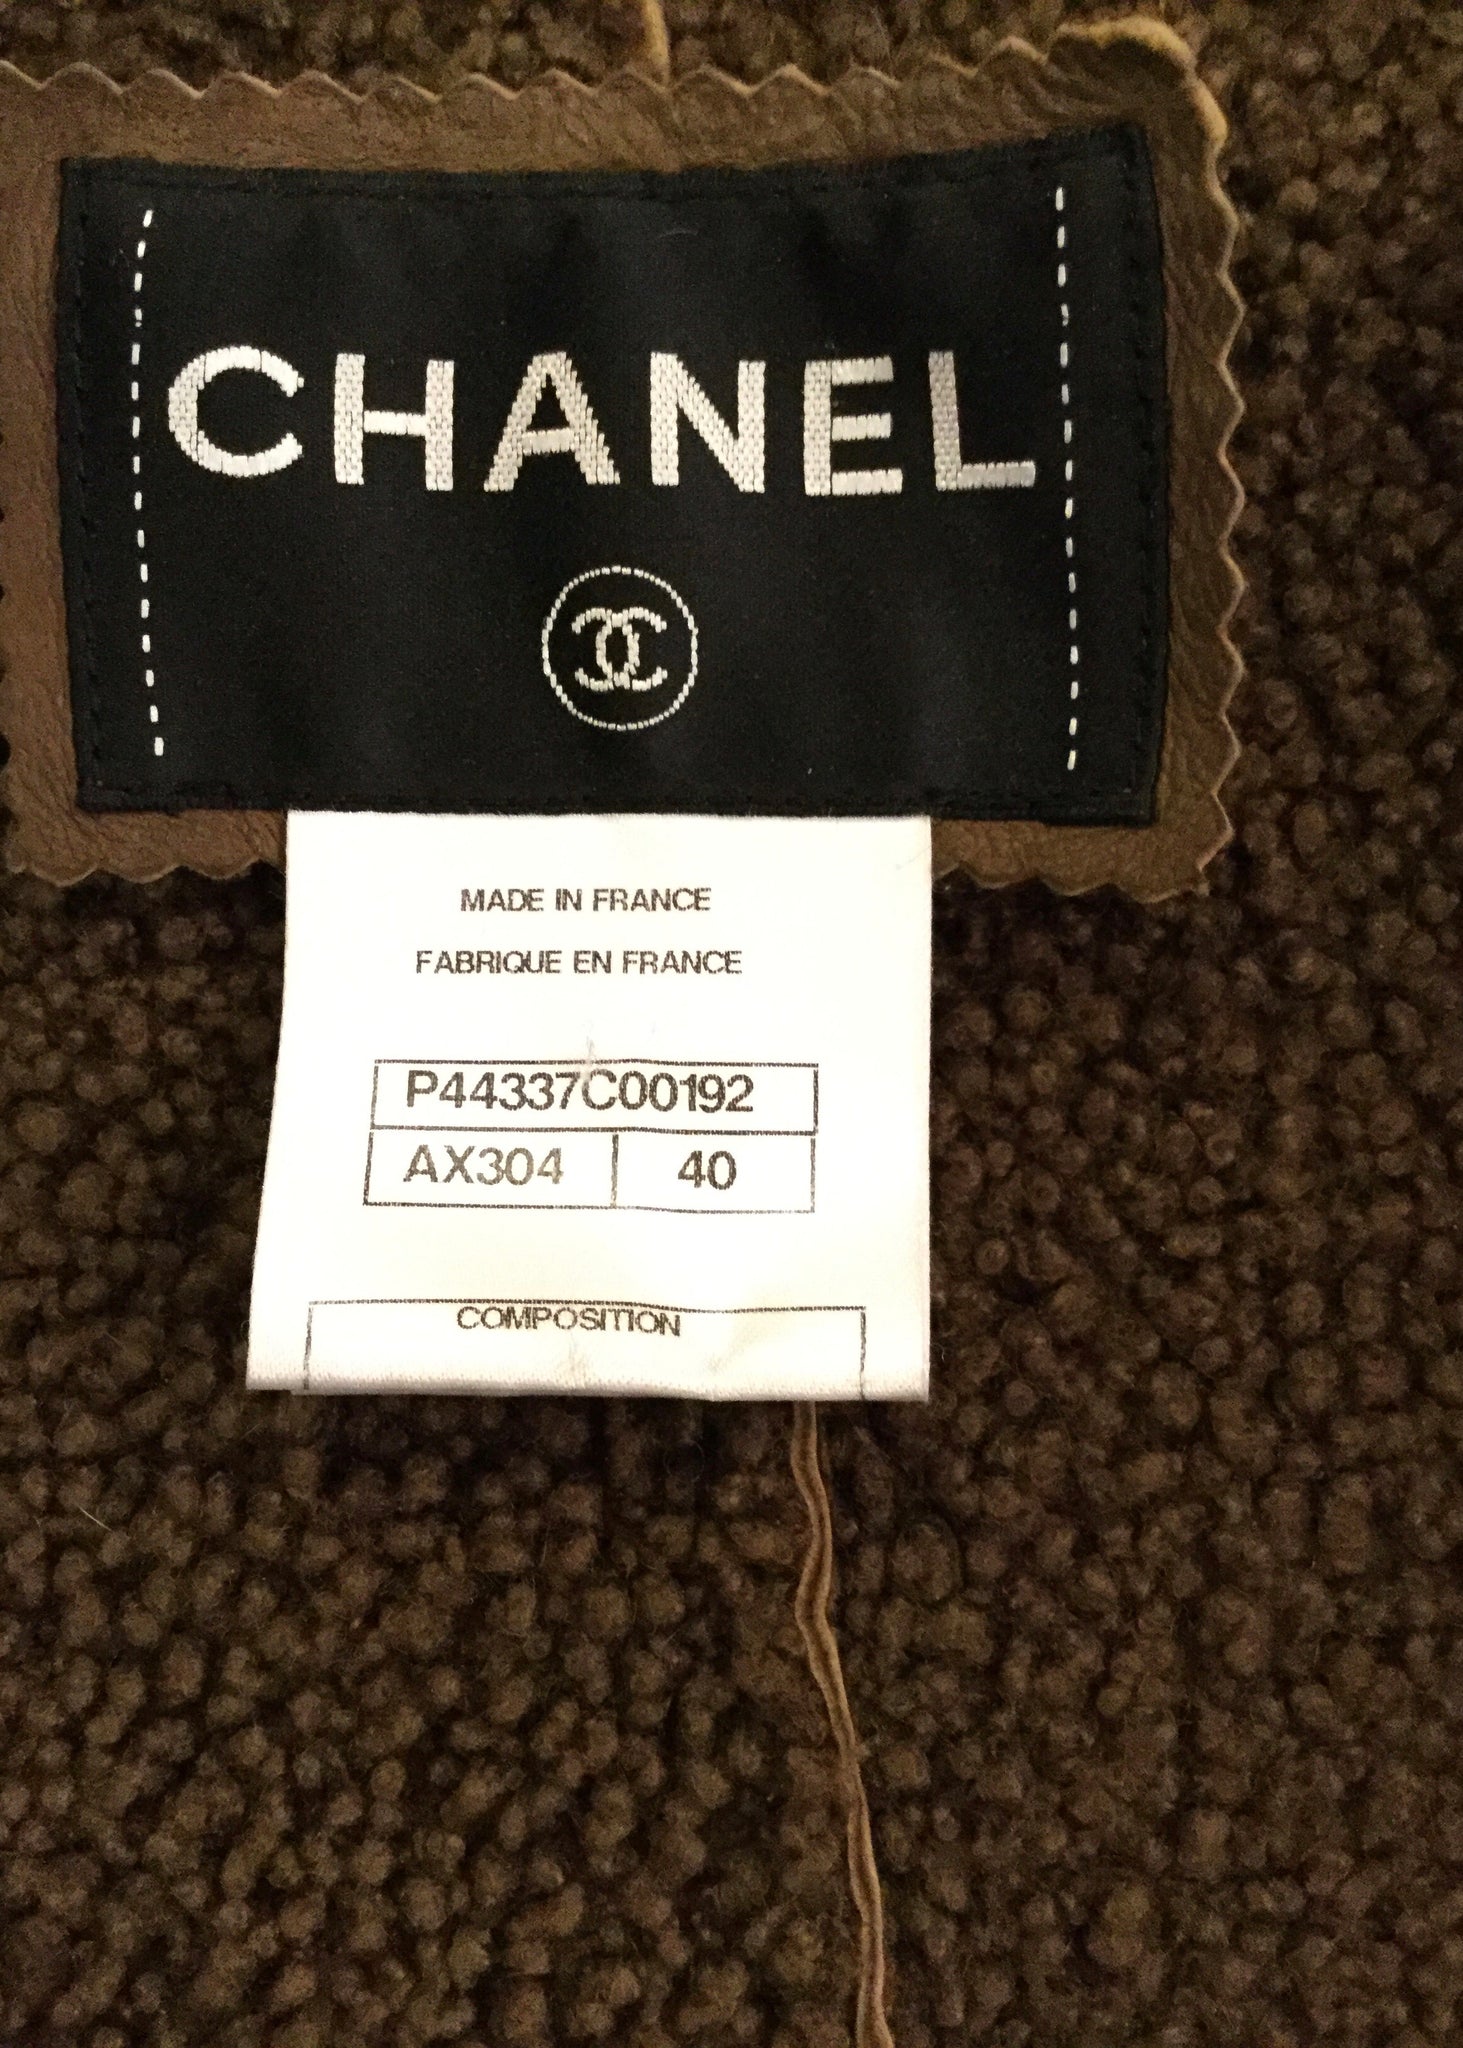 CHANEL
MADE IN FRANCE
FABRIQUE EN FRANCE
P44337C00192
AX304 40
COMPOSITION